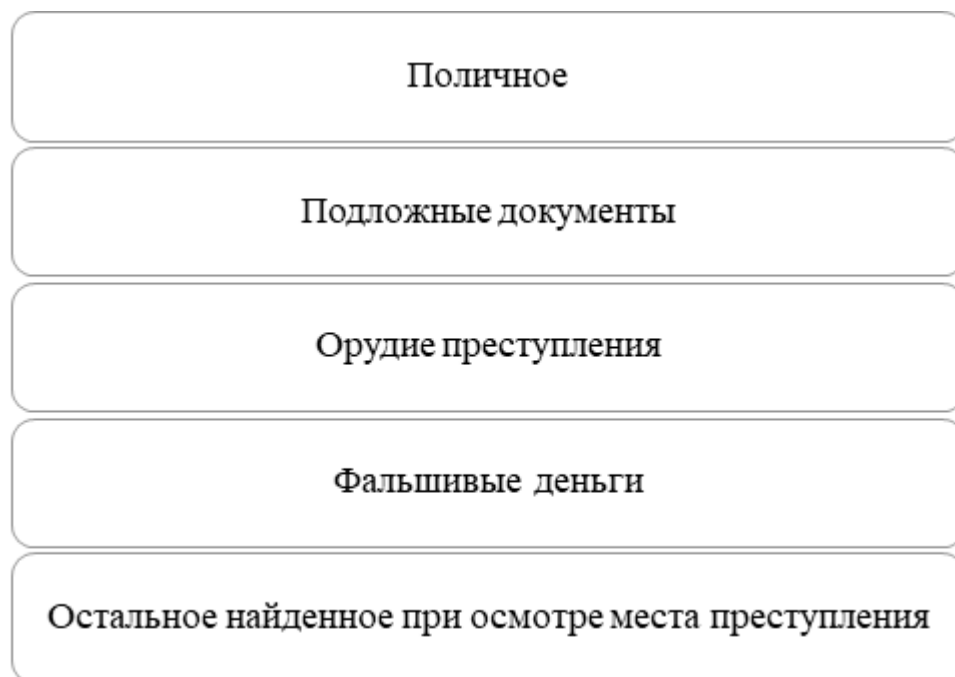 Поличное
Подложные документы
Орудие преступления
Фальшивые деньги
Остальное найденное при осмотре места преступления